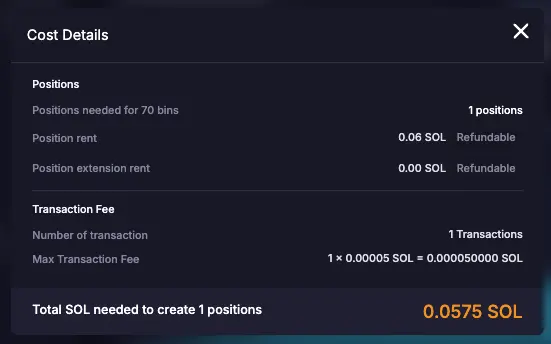 Cost Details
Positions
Positions needed for 70 bins 1 positions
Position rent 0.06 SOL Refundable
Position extension rent 0.00 SOL Refundable
Transaction Fee
Number of transaction 1 Transactions
Max Transaction Fee 1 × 0.00005 SOL = 0.000050000 SOL
Total SOL needed to create 1 positions 0.0575 SOL